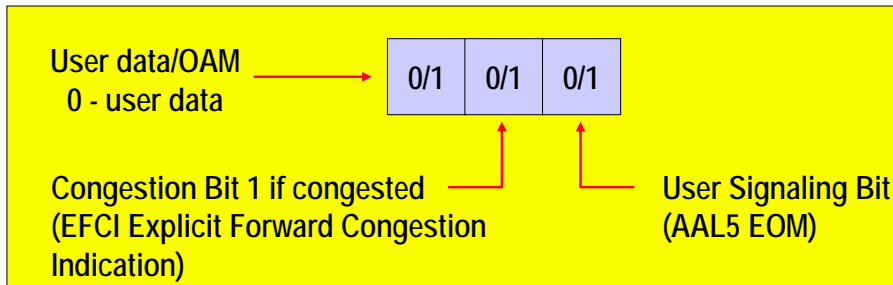 User data/OAM
0 - user data
0/1 0/1 0/1
Congestion Bit 1 if congested
(EFCI Explicit Forward Congestion
Indication)
User Signaling Bit
(AAL5 EOM)